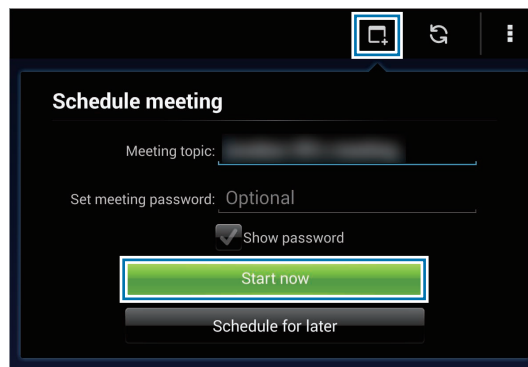 Schedule meeting
Meeting topic:
Set meeting password: Optional
Show password
Start now
Schedule for later